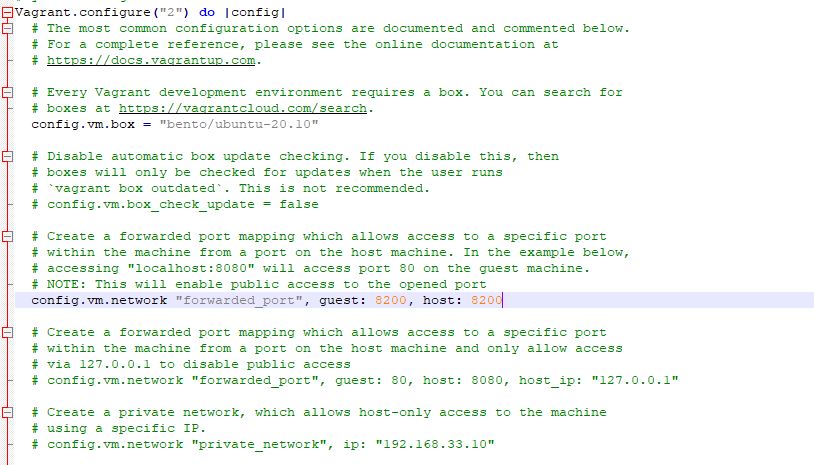 Vagrant.configure("2") do |config|
# The most common configuration options are documented and commented below.
# For a complete reference, please see the online documentation at
# https://docs.vagrantup.com.
# Every Vagrant development environment requires a box. You can search for
# boxes at https://vagrantcloud.com/search.
config.vm.box = "bento/ubuntu-20.10"
# Disable automatic box update checking. If you disable this, then
# boxes will only be checked for updates when the user runs
# `vagrant box outdated`. This is not recommended.
# config.vm.box_check_update = false
# Create a forwarded port mapping which allows access to a specific port
# within the machine from a port on the host machine. In the example below,
# accessing "localhost:8080" will access port 80 on the guest machine.
# NOTE: This will enable public access to the opened port
config.vm.network "forwarded_port", guest: 8200, host: 8200
# Create a forwarded port mapping which allows access to a specific port
# within the machine from a port on the host machine and only allow access
# via 127.0.0.1 to disable public access
# config.vm.network "forwarded_port", guest: 80, host: 8080, host_ip: "127.0.0.1"
# Create a private network, which allows host-only access to the machine
# using a specific IP.
# config.vm.network "private_network", ip: "192.168.33.10"